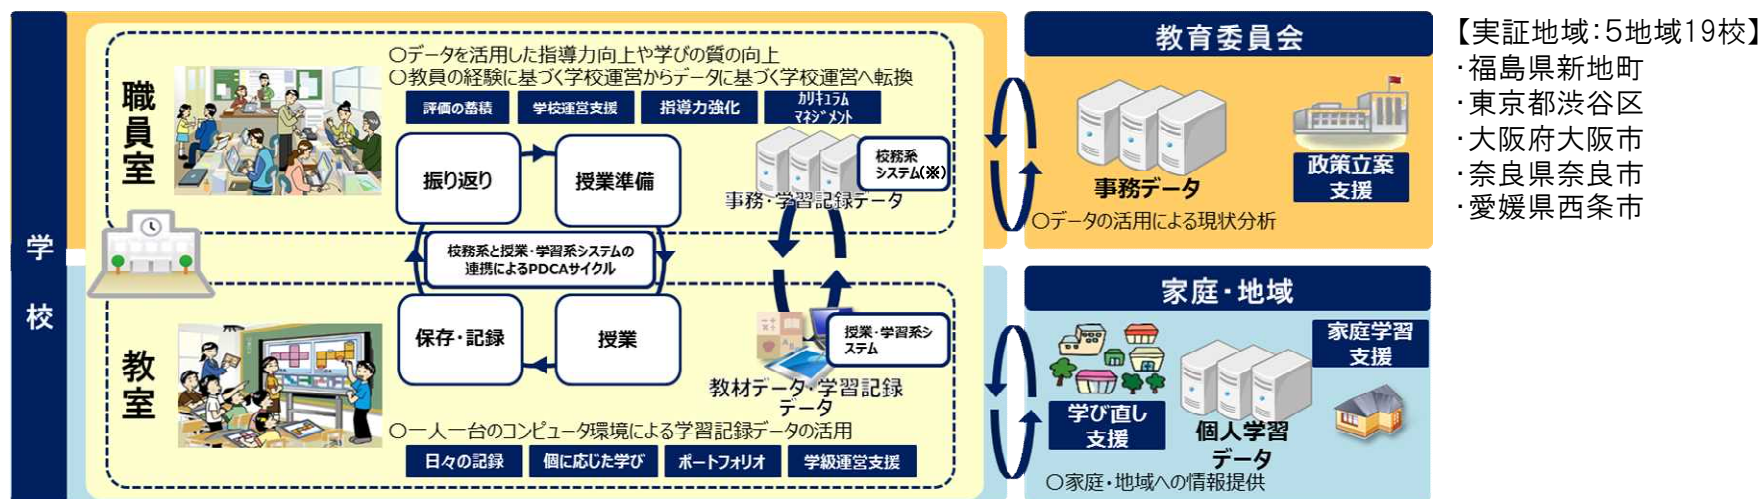 学校
職員室
〇データを活用した指導力向上や学びの質の向上
〇教員の経験に基づく学校運営からデータに基づく学校運営へ転換
評価の蓄積
学校運営支援
指導力強化
カリキュラム
マネジメント
振り返り
授業準備
校務系
システム(※)
事務・学習記録データ
校務系と授業・学習系システムの
連携によるPDCAサイクル
教室
保存・記録
授業
授業・学習系シ
ステム
教材データ・学習記録
データ
〇一人一台のコンピュータ環境による学習記録データの活用
日々の記録
個に応じた学び
ポートフォリオ
学級運営支援
教育委員会
事務データ
政策立案
支援
〇データの活用による現状分析
家庭・地域
家庭学習
支援
学び直し
支援
個人学習
データ
〇家庭・地域への情報提供
【実証地域:5地域19校】
・福島県新地町
・東京都渋谷区
・大阪府大阪市
・奈良県奈良市
・愛媛県西条市